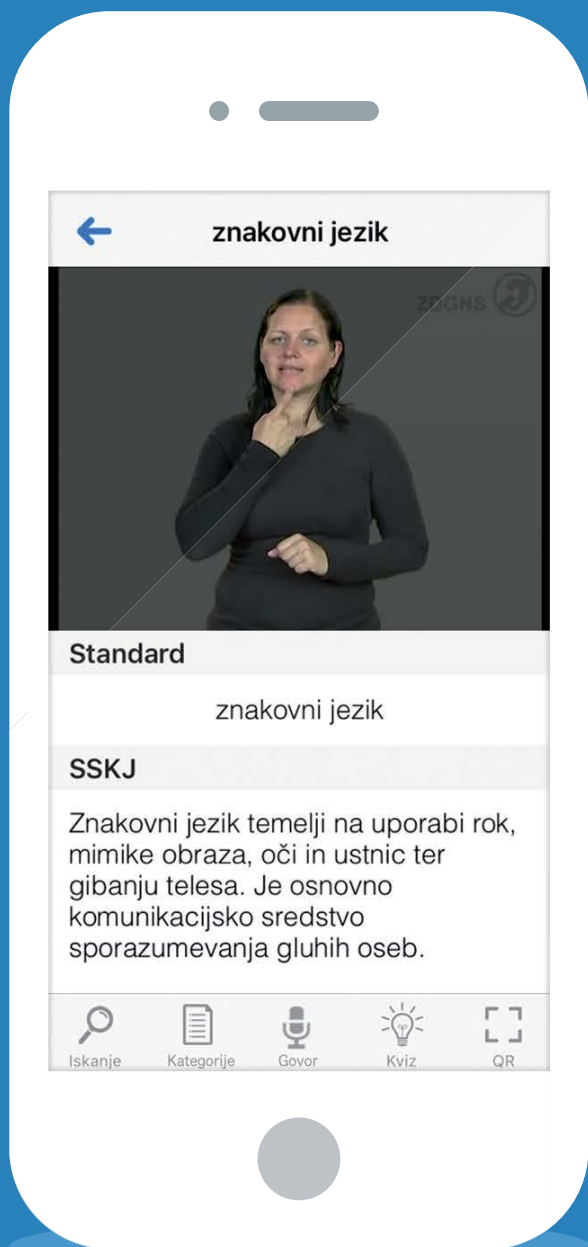 znakovni jezik
ZDGNS
Standard
znakovni jezik
SSKJ
Znakovni jezik temelji na uporabi rok,
mimike obraza, oči in ustnic ter
gibanju telesa. Je osnovno
komunikacijsko sredstvo
sporazumevanja gluhih oseb.
Iskanje Kategorije Govor Kviz QR